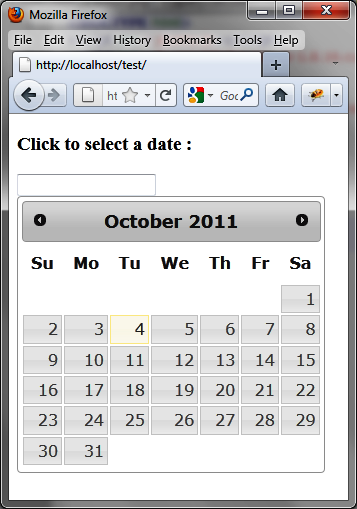 Mozilla Firefox
File Edit View History Bookmarks Tools Help
http://localhost/test/
ht Goo
Click to select a date :
October 2011
Su Mo Tu We Th Fr Sa
1
2 3 4 5 6 7 8
9 10 11 12 13 14 15
16 17 18 19 20 21 22
23 24 25 26 27 28 29
30 31